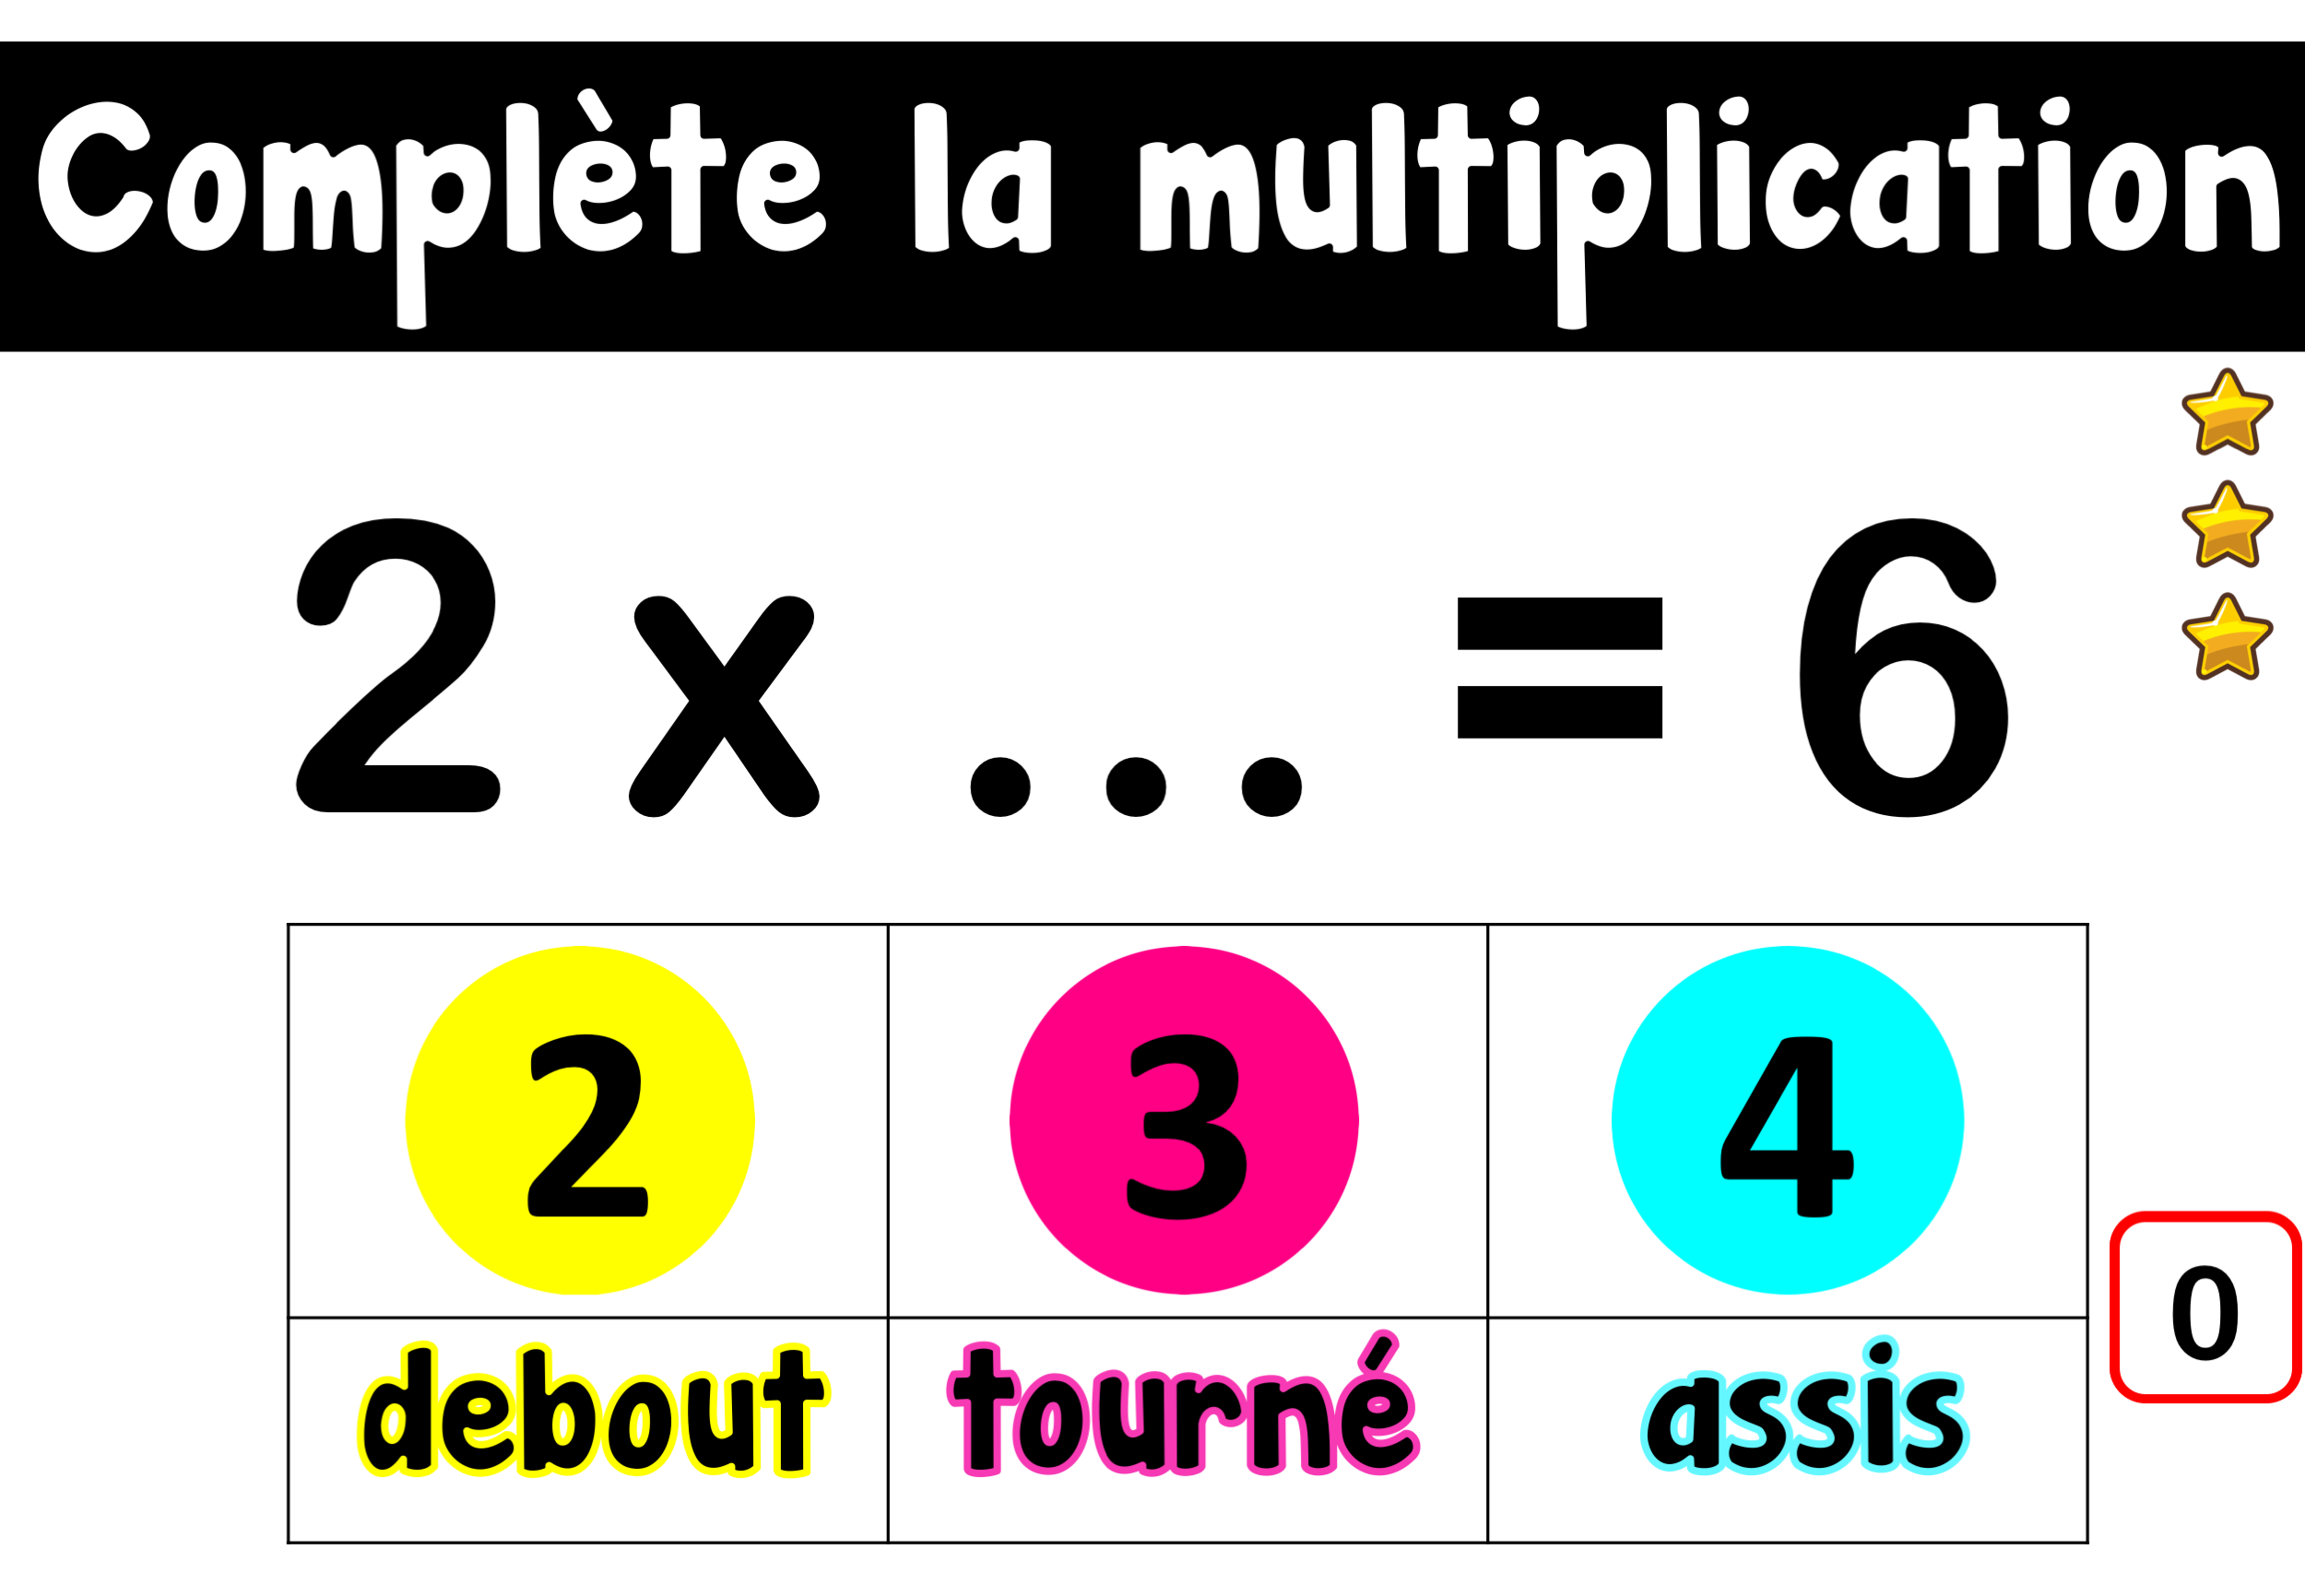 Complète la multiplication
2 x ... = 6
2 3 4
0
debout tourné assis